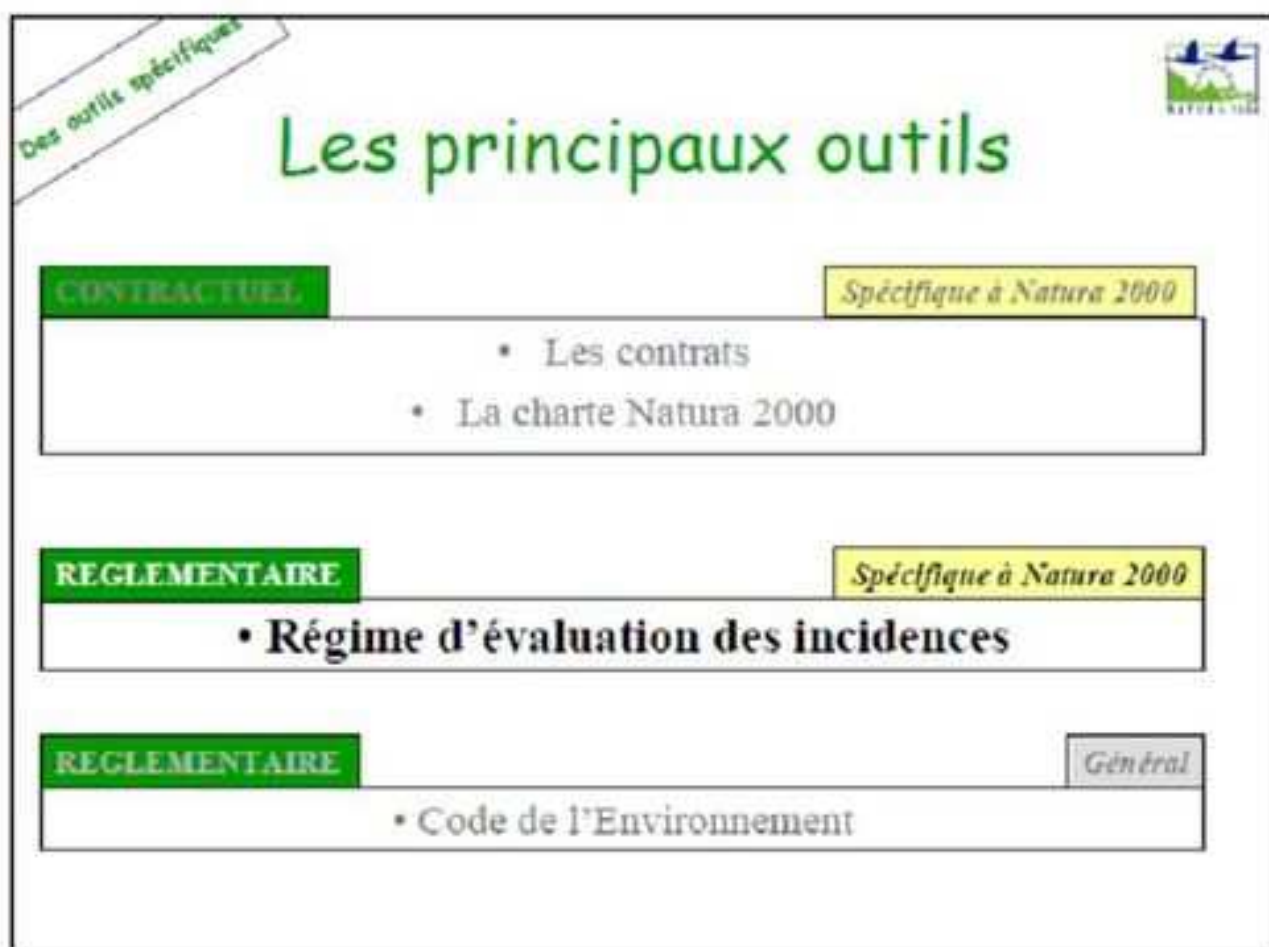 Des outils spécifiques
Les principaux outils
CONTRACTUEL
Spécifique à Natura 2000
• Les contrats
• La charte Natura 2000
REGLEMENTAIRE
Spécifique à Natura 2000
• Régime d’évaluation des incidences
REGLEMENTAIRE
Général
• Code de l’Environnement